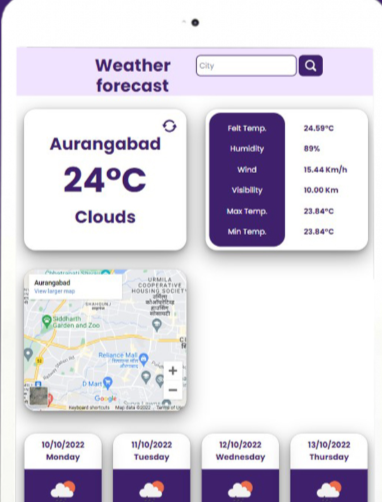 Weather
forecast
City
Aurangabad
24°C
Clouds
Felt Temp. 24.59°C
Humidity 89%
Wind 15.44 Km/h
Visibility 10.00 Km
Max Temp. 23.84°C
Min Temp. 23.84°C
Aurangabad
View larger map
URMILA
COOPERATIVE
HOUSING SOCIETY
Siddharth
Garden and Zoo
Reliance Mall
D Mart
Google
Keyboard shortcuts Map data ©2022 Terms of Use
10/10/2022
Monday
11/10/2022
Tuesday
12/10/2022
Wednesday
13/10/2022
Thursday